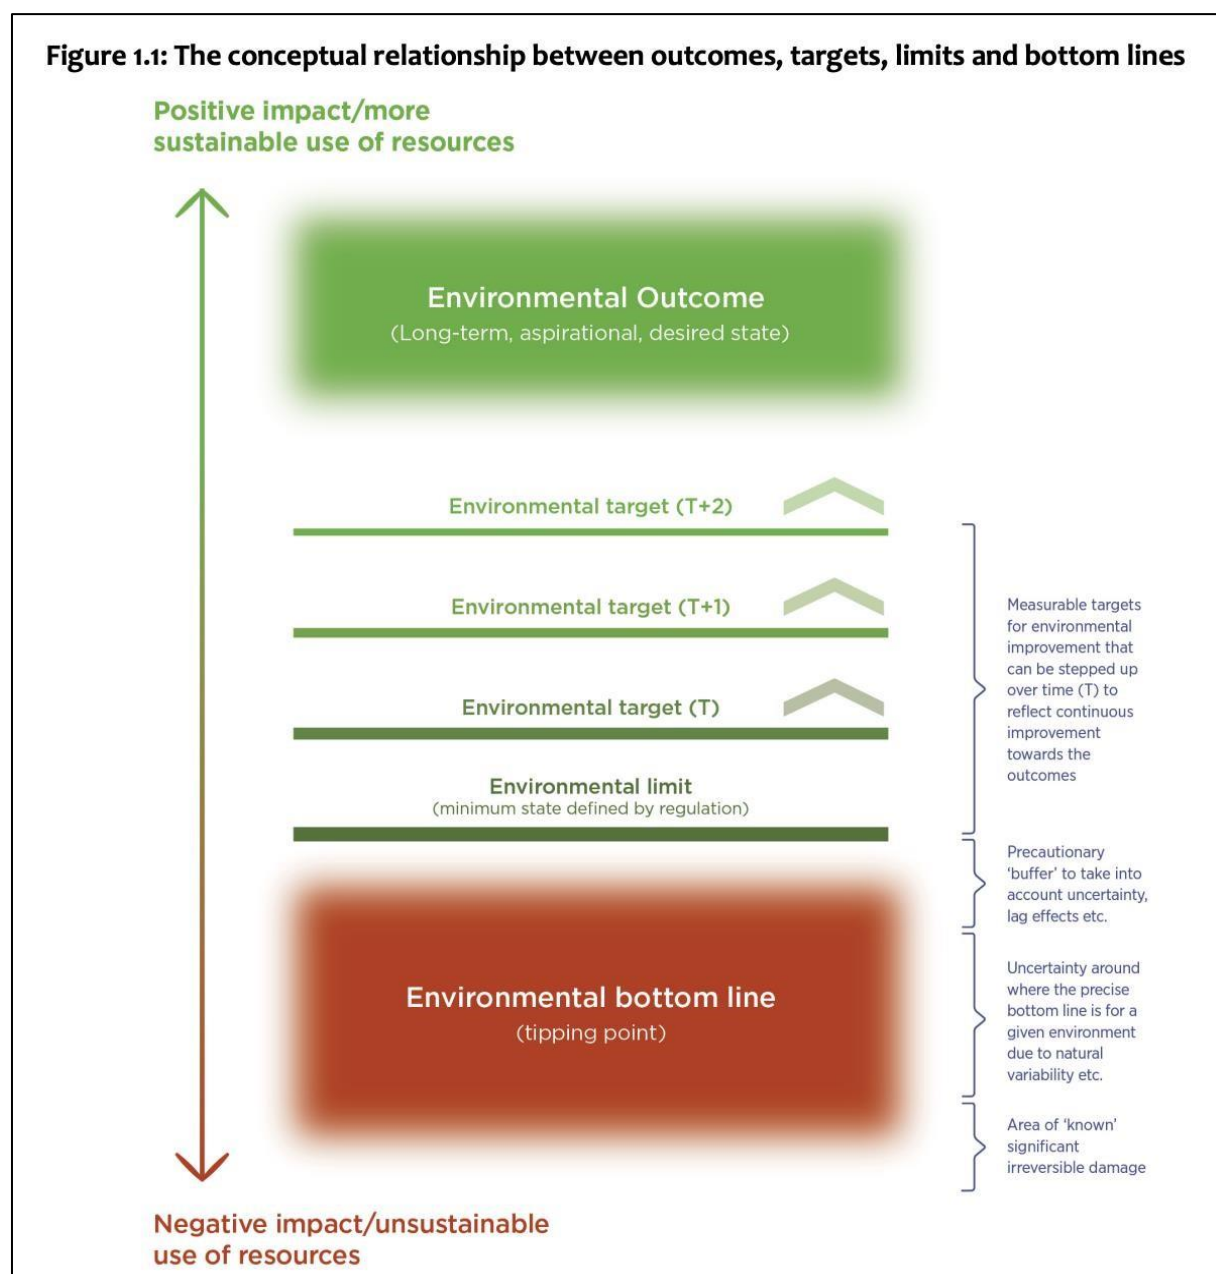 Figure 1.1: The conceptual relationship between outcomes, targets, limits and bottom lines
Positive impact/more
sustainable use of resources
Environmental Outcome
(Long-term, aspirational, desired state)
Environmental target (T+2)
Environmental target (T+1)
Environmental target (T)
Environmental limit
(minimum state defined by regulation)
Measurable targets
for environmental
improvement that
can be stepped up
over time (T) to
reflect continuous
improvement
towards the
outcomes
Precautionary
‘buffer’ to take into
account uncertainty,
lag effects etc.
Environmental bottom line
(tipping point)
Uncertainty around
where the precise
bottom line is for a
given environment
due to natural
variability etc.
Area of ‘known’
significant
irreversible damage
Negative impact/unsustainable
use of resources